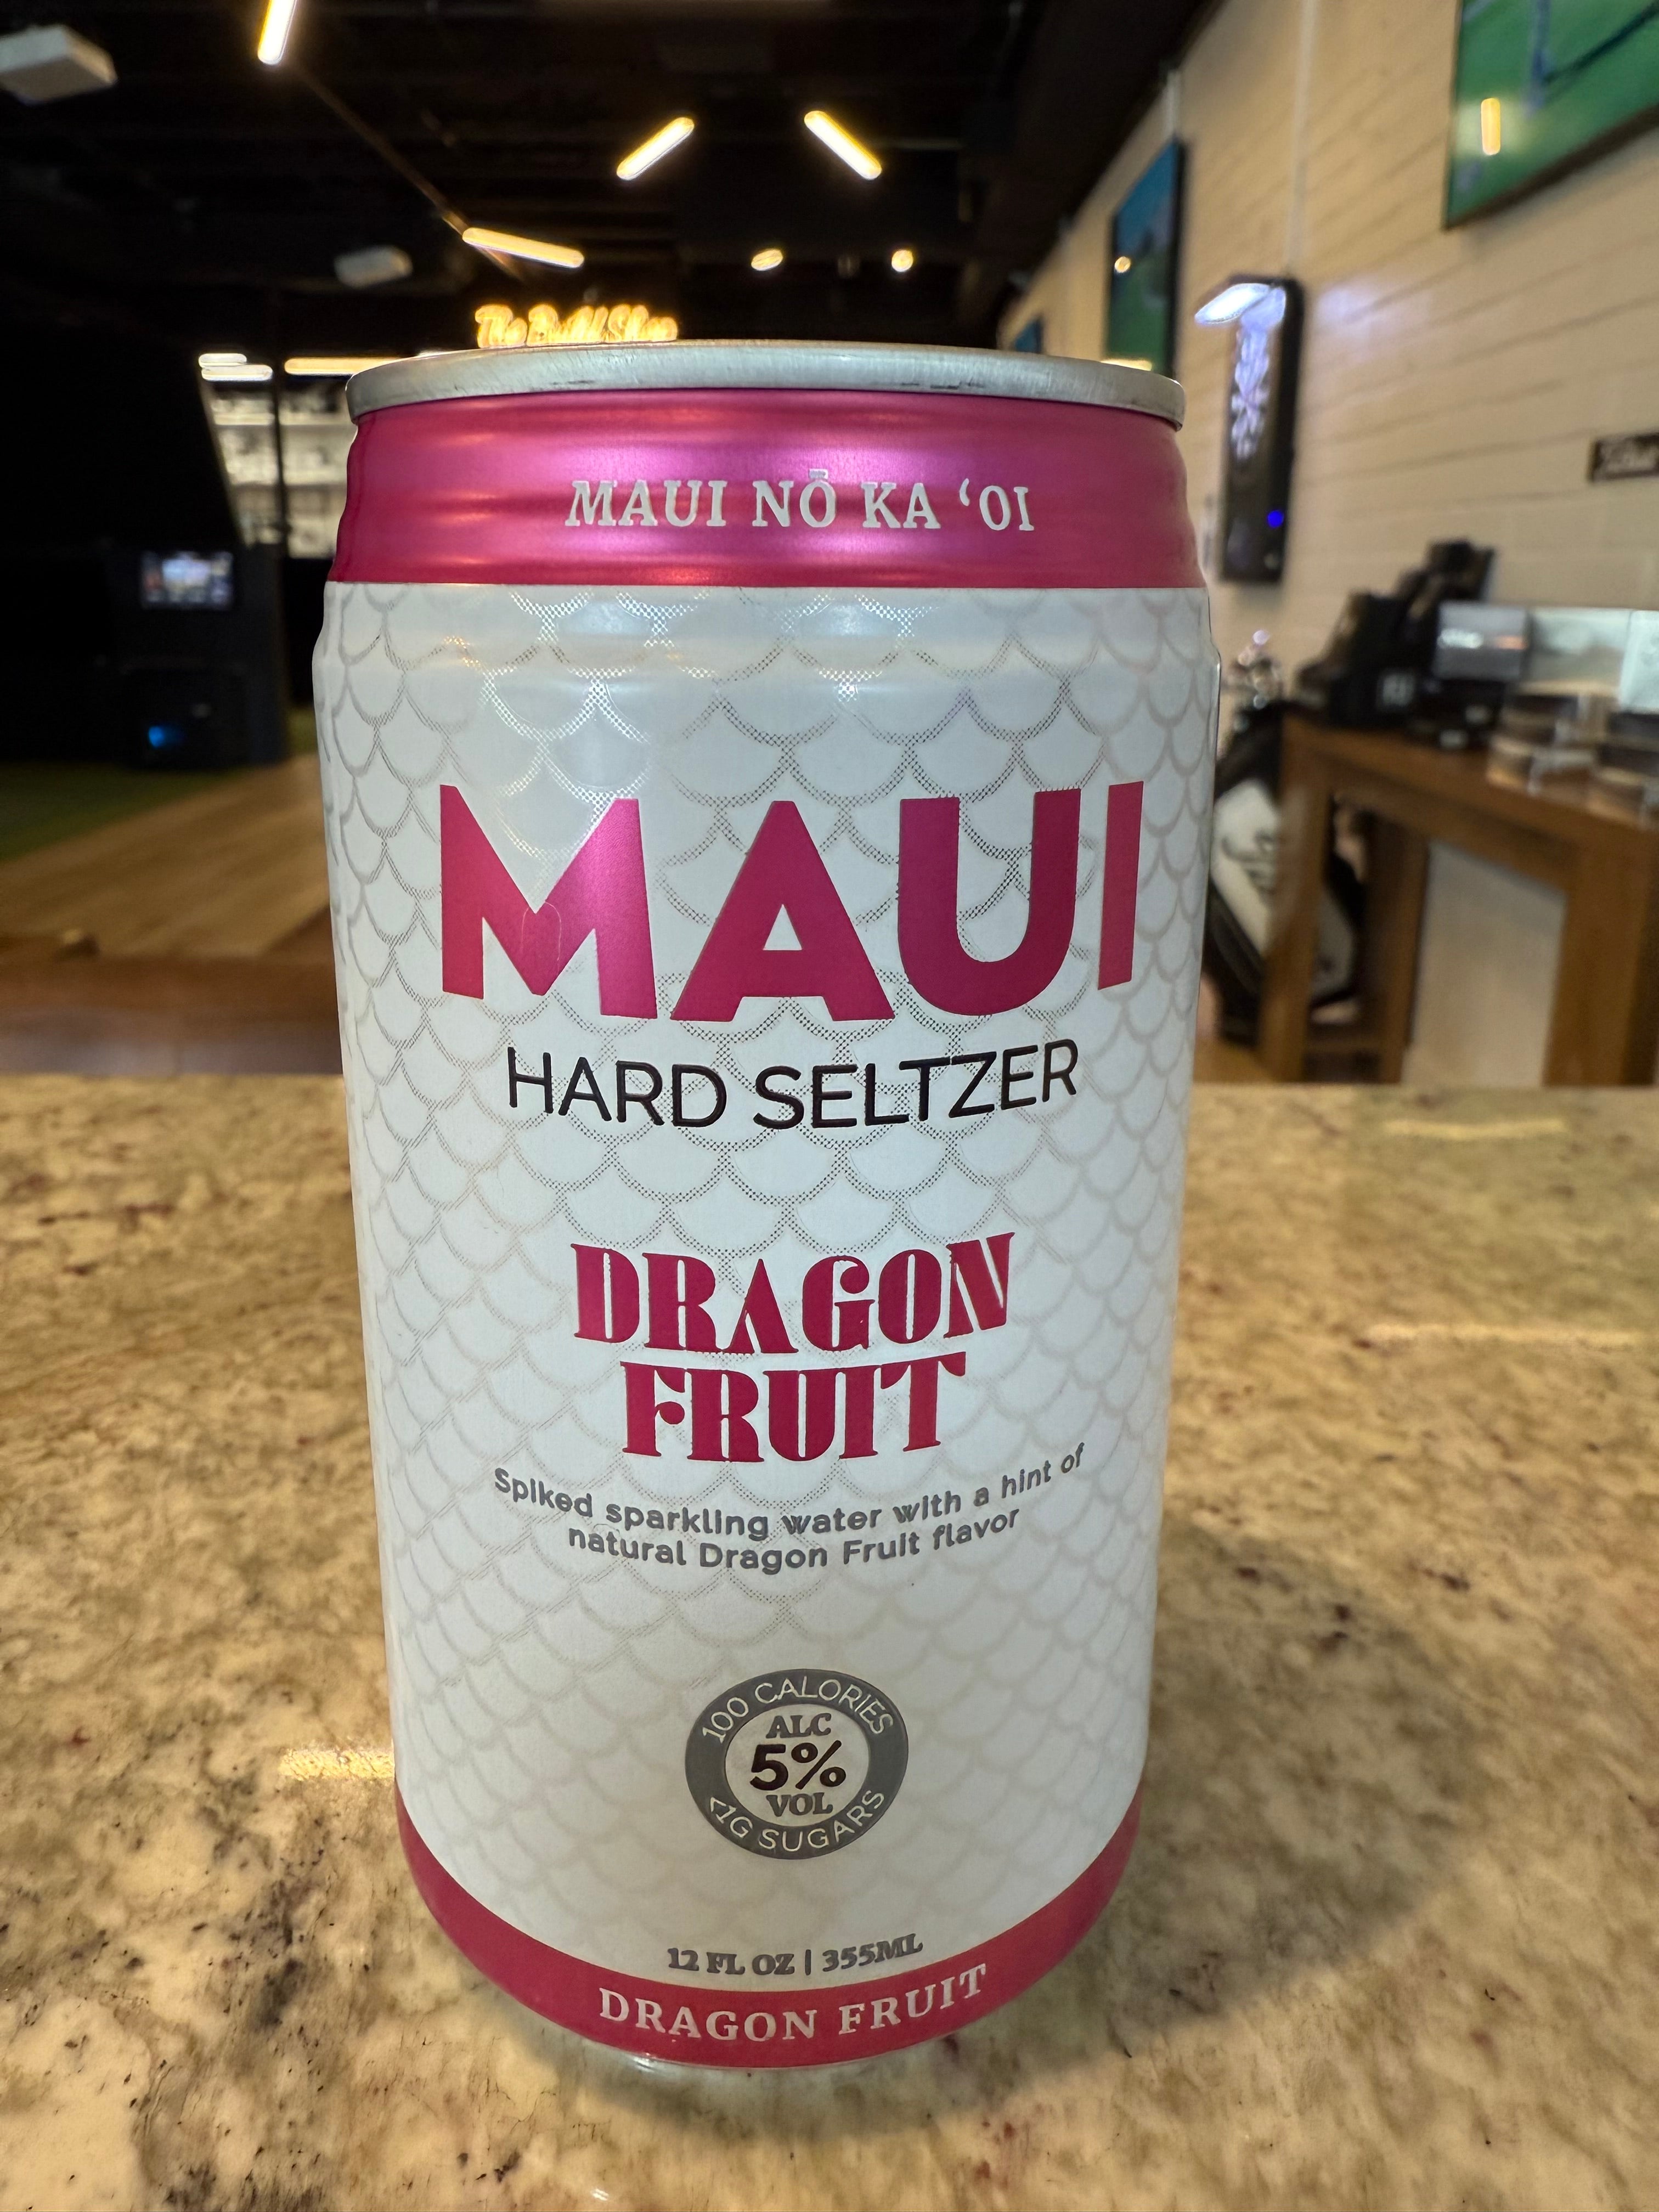 MAUI NŌ KA ʻOI
MAUI
HARD SELTZER
DRAGON
FRUIT
Spiked sparkling water with a hint of
natural Dragon Fruit flavor
100 CALORIES
ALC
5%
VOL
<1G SUGARS
12 FL OZ | 355ML
DRAGON FRUIT